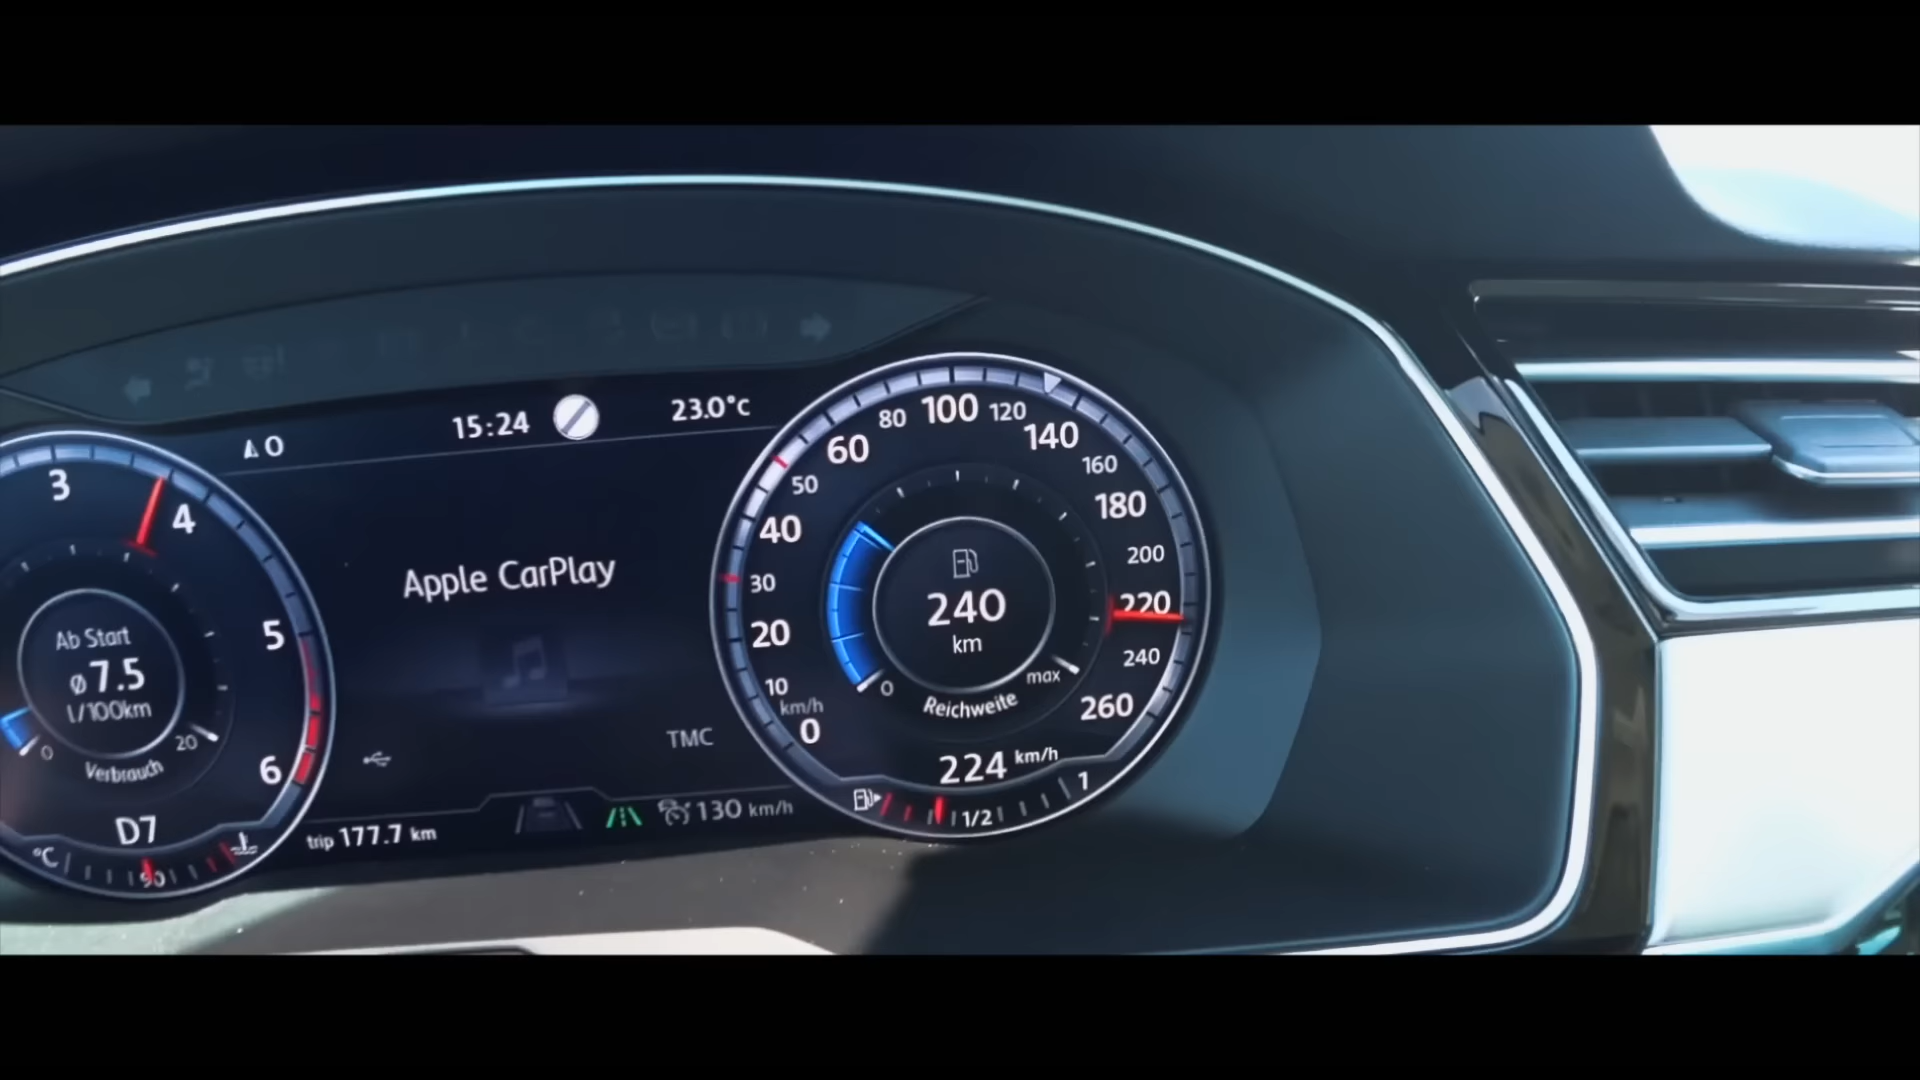 3
4
5
6
Ab Start
ø7.5
l/100km
0
20
Verbrauch
D7
°C
90
O
15:24
23.0°C
Apple CarPlay
TMC
trip 177.7 km
130 km/h
0
km/h
10
20
30
40
50
60
80
100
120
140
160
180
200
220
240
260
240
km
0
max
Reichweite
224 km/h
1/2
1